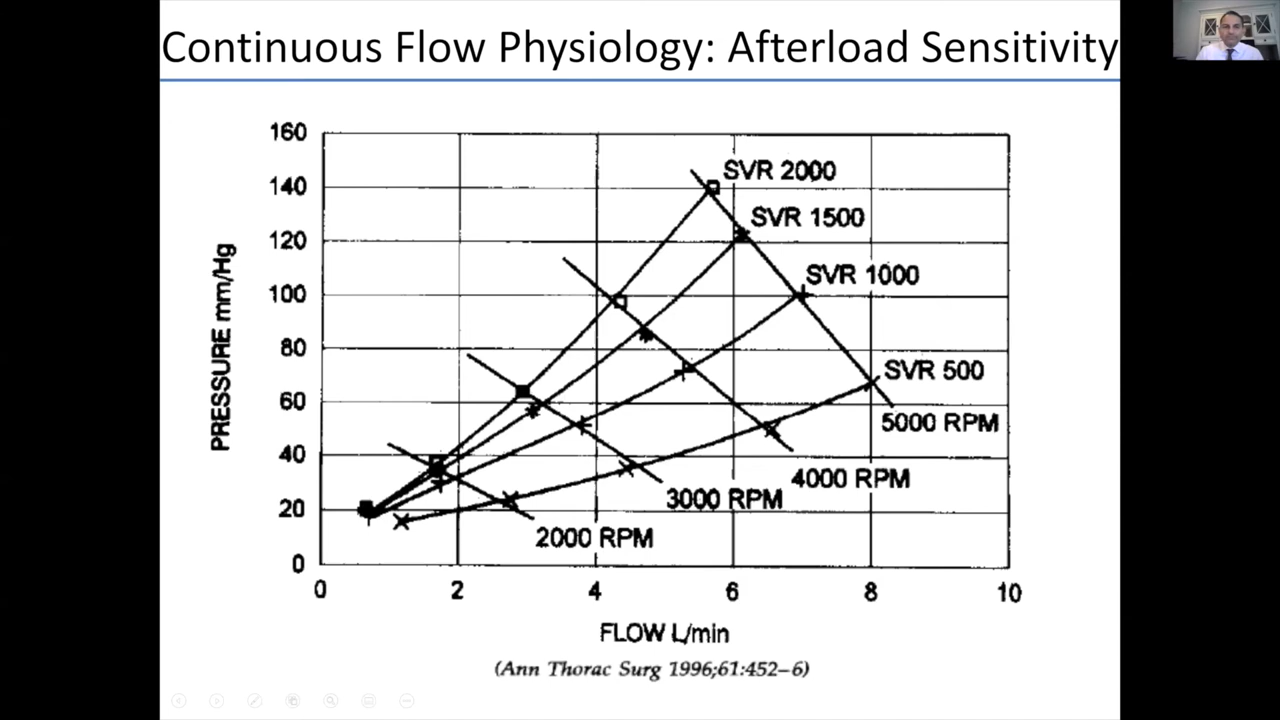 Continuous Flow Physiology: Afterload Sensitivity
160
140
120
100
80
60
40
20
0
PRESSURE mm/Hg
SVR 2000
SVR 1500
SVR 1000
SVR 500
5000 RPM
4000 RPM
3000 RPM
2000 RPM
0 2 4 6 8 10
FLOW L/min
(Ann Thorac Surg 1996;61:452–6)